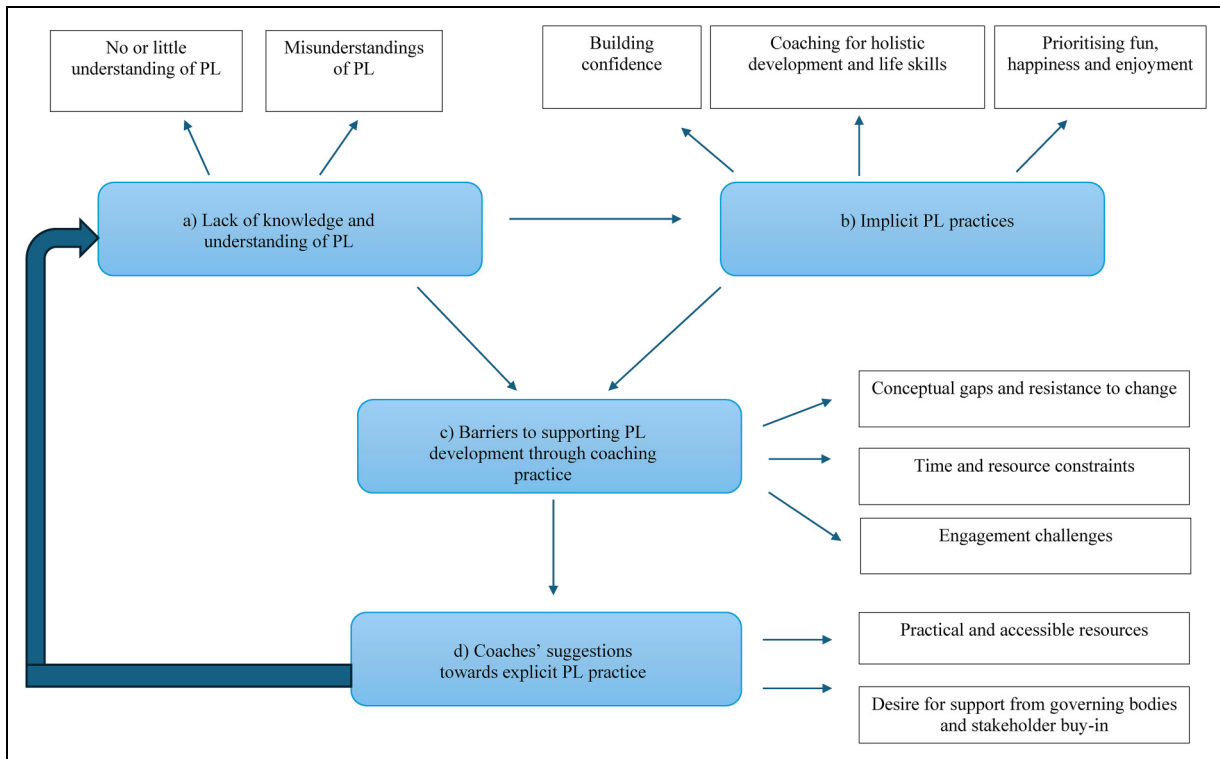 No or little
understanding of PL
Misunderstandings
of PL
Building
confidence
Coaching for holistic
development and life skills
Prioritising fun,
happiness and enjoyment
a) Lack of knowledge and
understanding of PL
b) Implicit PL practices
c) Barriers to supporting PL
development through coaching
practice
Conceptual gaps and resistance to change
Time and resource constraints
Engagement challenges
d) Coaches’ suggestions
towards explicit PL practice
Practical and accessible resources
Desire for support from governing bodies
and stakeholder buy-in